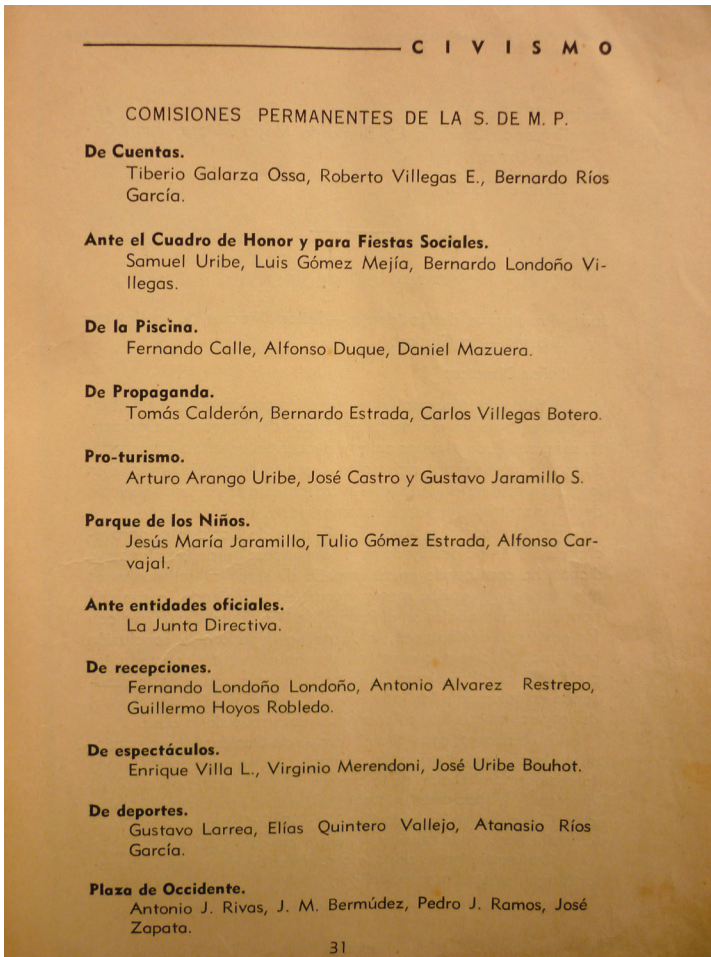 CIVISMO
COMISIONES PERMANENTES DE LA S. DE M. P.
De Cuentas.
Tiberio Galarza Ossa, Roberto Villegas E., Bernardo Ríos
García.
Ante el Cuadro de Honor y para Fiestas Sociales.
Samuel Uribe, Luis Gómez Mejía, Bernardo Londoño Vi-
llegas.
De la Piscina.
Fernando Calle, Alfonso Duque, Daniel Mazuera.
De Propaganda.
Tomás Calderón, Bernardo Estrada, Carlos Villegas Botero.
Pro-turismo.
Arturo Arango Uribe, José Castro y Gustavo Jaramillo S.
Parque de los Niños.
Jesús María Jaramillo, Tulio Gómez Estrada, Alfonso Car-
vajal.
Ante entidades oficiales.
La Junta Directiva.
De recepciones.
Fernando Londoño Londoño, Antonio Alvarez Restrepo,
Guillermo Hoyos Robledo.
De espectáculos.
Enrique Villa L., Virginio Merendoni, José Uribe Bouhot.
De deportes.
Gustavo Larrea, Elías Quintero Vallejo, Atanasio Ríos
García.
Plaza de Occidente.
Antonio J. Rivas, J. M. Bermúdez, Pedro J. Ramos, José
Zapata.
31